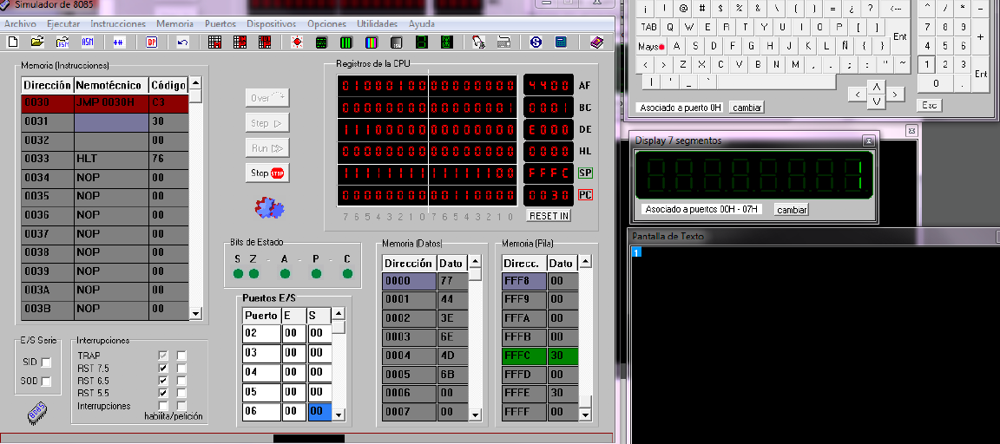 Simulador de 8085
Archivo Ejecutar Instrucciones Memoria Puertos Dispositivos Opciones Utilidades Ayuda
ASM ASM BP
Memoria (Instrucciones)
Dirección Nemotécnico Código
0030 JMP 0030H C3
0031 30
0032 00
0033 HLT 76
0034 NOP 00
0035 NOP 00
0036 NOP 00
0037 NOP 00
0038 NOP 00
0039 NOP 00
003A NOP 00
003B NOP 00
Over
Step
Run
Stop STOP
Registros de la CPU
01000100 00000000 4400 AF
00000000 00000001 0001 BC
11100000 00000000 E000 DE
00000000 00000000 0000 HL
11111111 11111100 FFFC SP
00000000 00110000 0030 PC
7 6 5 4 3 2 1 0 7 6 5 4 3 2 1 0 RESET IN
Bits de Estado
S Z - A - P - C
Puertos E/S
Puerto E S
02 00 00
03 00 00
04 00 00
05 00 00
06 00 00
Memoria (Datos)
Dirección Dato
0000 77
0001 44
0002 3E
0003 6E
0004 4D
0005 6B
0006 00
0007 00
Memoria (Pila)
Direcc. Dato
FFF8 00
FFF9 00
FFFA 00
FFFB 00
FFFC 30
FFFD 00
FFFE 30
FFFF 00
E/S Serie
SID
SOD
8085
Interrupciones
TRAP
RST 7.5
RST 6.5
RST 5.5
Interrupciones
habilita/petición
¡ ! @ # $ % & \ ( ) = ¿ ? <--
TAB Q W E R T Y U I O P [ ] Ent
Mays A S D F G H J K L Ñ { }
< > Z X C V B N M , . ; : " ~
| ' _ `
^ / * -
7 8 9 +
4 5 6
1 2 3 Ent
0 .
Asociado a puerto 0H cambiar
< Λ V >
Esc
Display 7 segmentos
1
Asociado a puertos 00H - 07H cambiar
Pantalla de Texto
1